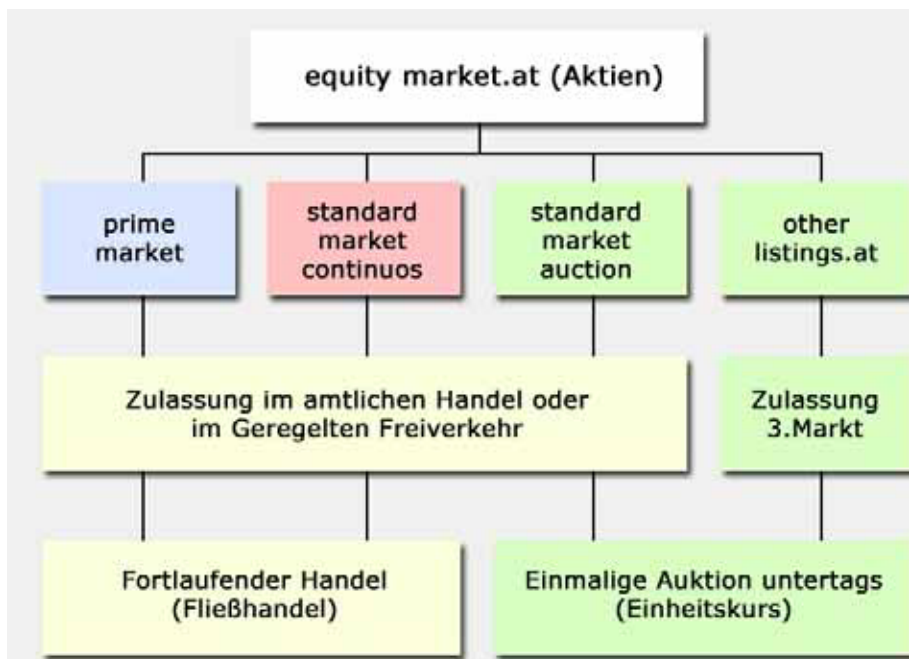 equity market.at (Aktien)
prime
market
standard
market
continuos
standard
market
auction
other
listings.at
Zulassung im amtlichen Handel oder
im Geregelten Freiverkehr
Zulassung
3.Markt
Fortlaufender Handel
(Fließhandel)
Einmalige Auktion untertags
(Einheitskurs)